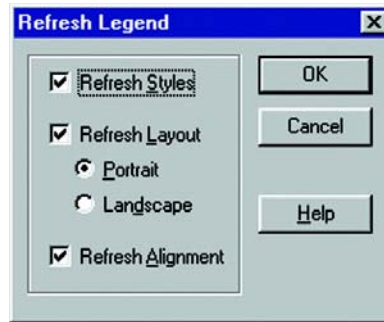 Refresh Legend
Refresh Styles
Refresh Layout
Portrait
Landscape
Refresh Alignment
OK
Cancel
Help